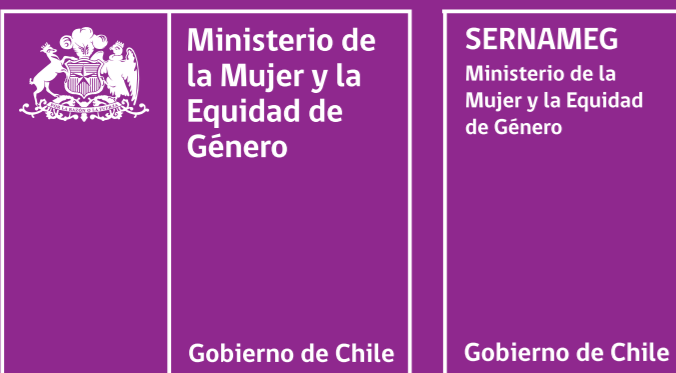 Ministerio de
la Mujer y la
Equidad de
Género
Gobierno de Chile
SERNAMEG
Ministerio de la
Mujer y la Equidad
de Género
Gobierno de Chile